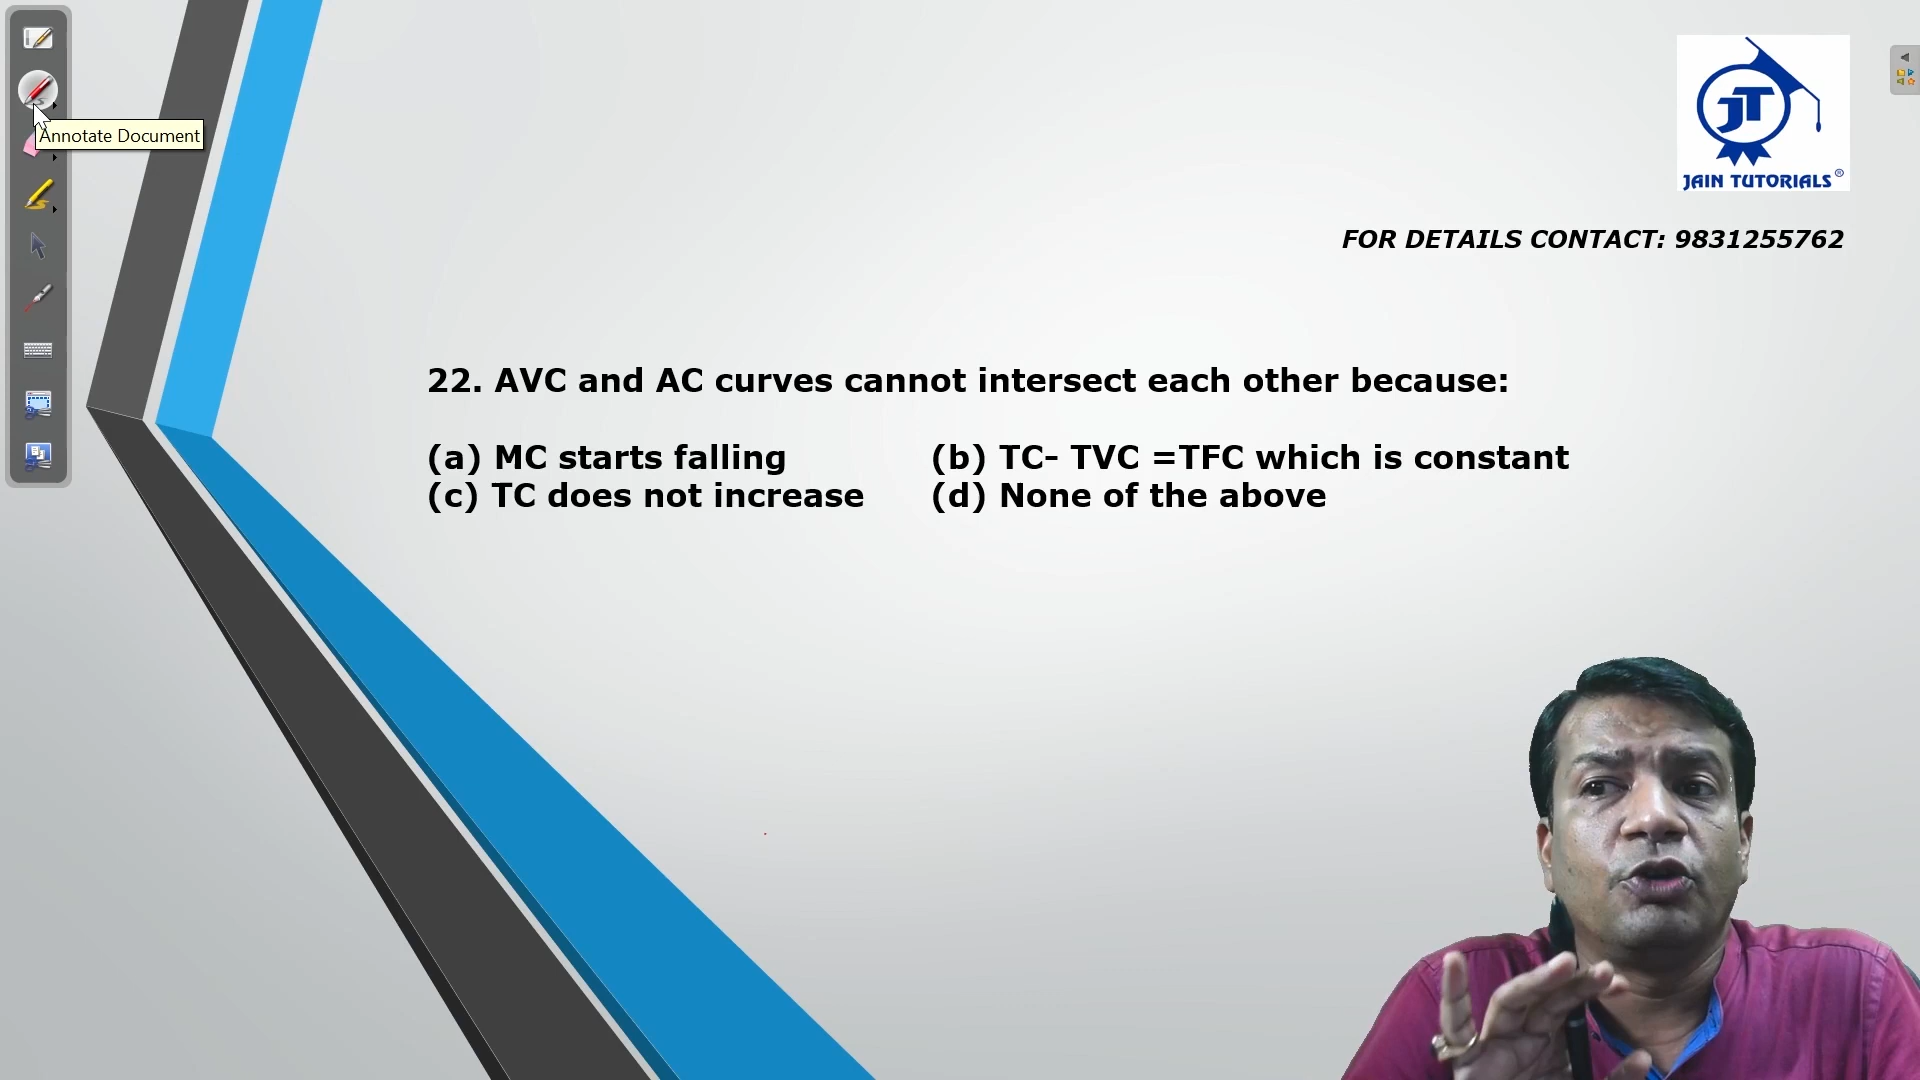 Annotate Document
JT
JAIN TUTORIALS®
FOR DETAILS CONTACT: 9831255762
22. AVC and AC curves cannot intersect each other because:
(a) MC starts falling (b) TC- TVC =TFC which is constant
(c) TC does not increase (d) None of the above